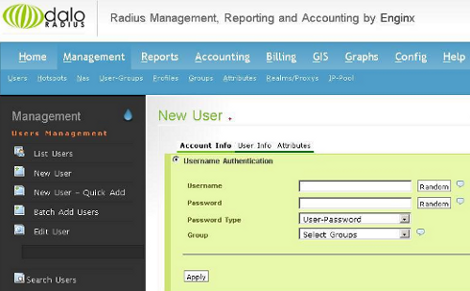 dalo
RADIUS
Radius Management, Reporting and Accounting by Enginx
Home Management Reports Accounting Billing GIS Graphs Config Help
Users Hotspots Nas User-Groups Profiles Groups Attributes Realms/Proxys IP-Pool
Management
Users Management
List Users
New User
New User - Quick Add
Batch Add Users
Edit User
Search Users
New User
Account Info User Info Attributes
Username Authentication
Username Random
Password Random
Password Type User-Password
Group Select Groups
Apply